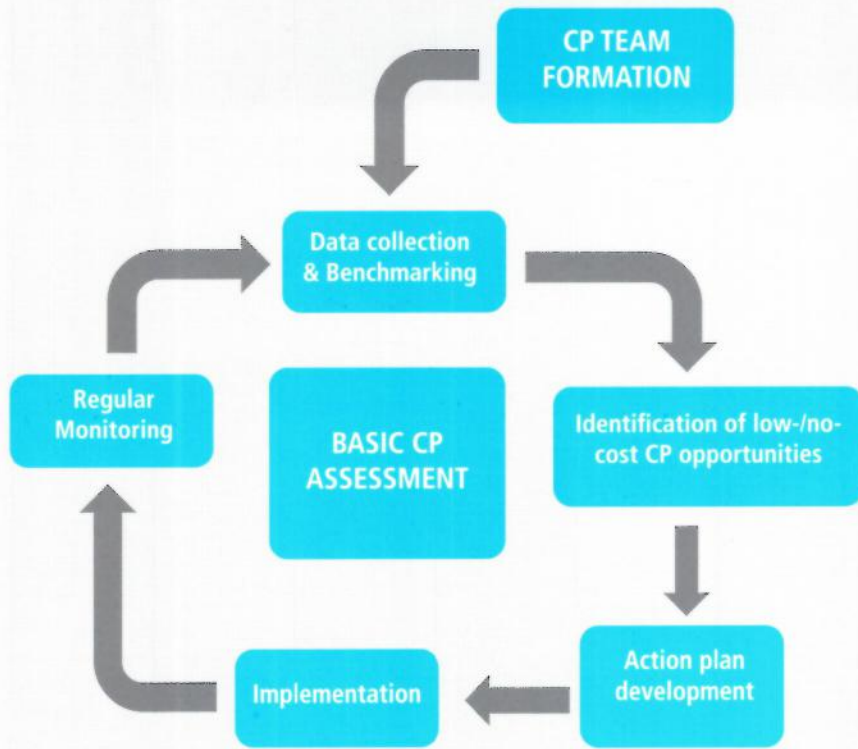 CP TEAM
FORMATION
Data collection
& Benchmarking
Identification of low-/no-
cost CP opportunities
Action plan
development
Implementation
Regular
Monitoring
BASIC CP
ASSESSMENT